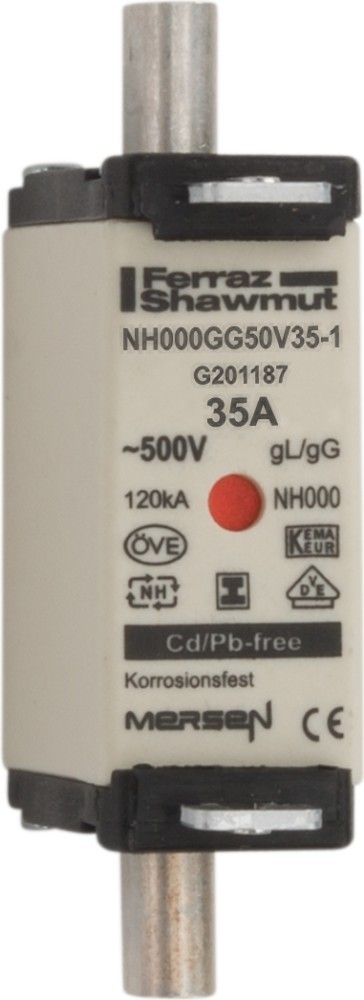 Ferraz
Shawmut
NH000GG50V35-1
G201187
35A
~500V gL/gG
120kA NH000
ÖVE KEMA
KEUR
NH VDE
Cd/Pb-free
Korrosionsfest
MERSEN CE